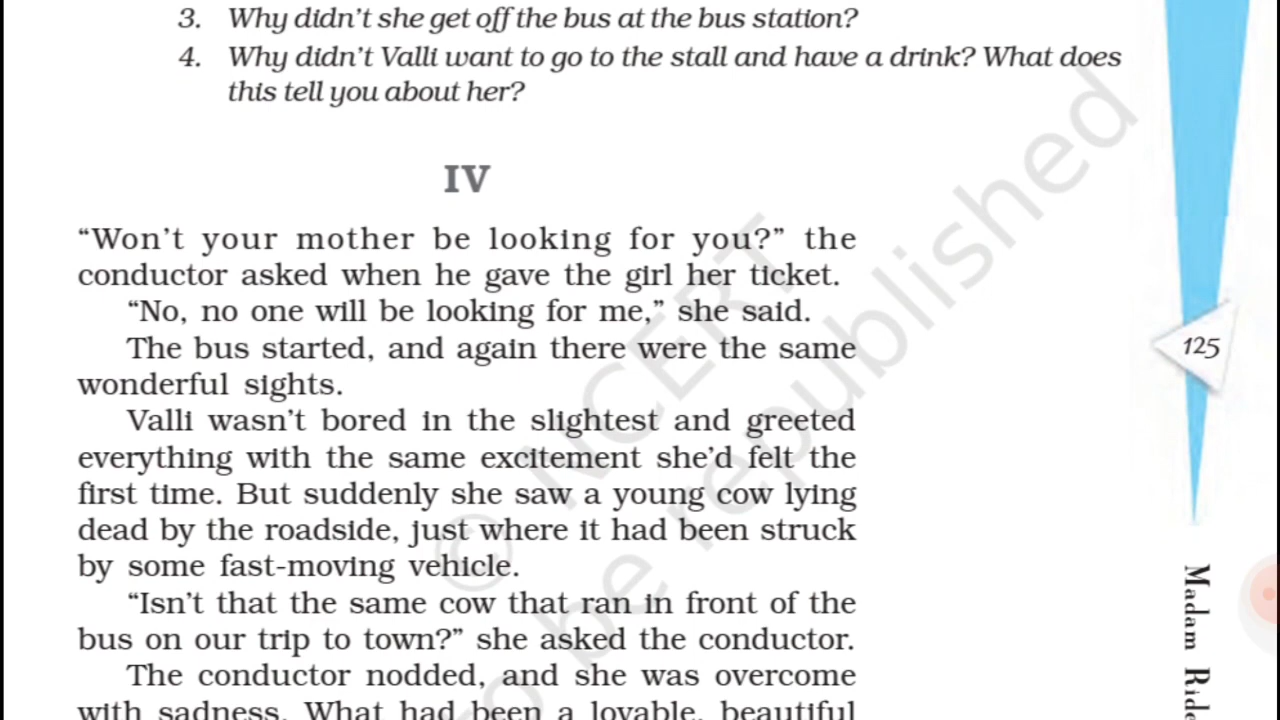 3. Why didn't she get off the bus at the bus station?
4. Why didn't Valli want to go to the stall and have a drink? What does
this tell you about her?
IV
“Won't your mother be looking for you?” the
conductor asked when he gave the girl her ticket.
“No, no one will be looking for me,” she said.
The bus started, and again there were the same
wonderful sights.
Valli wasn't bored in the slightest and greeted
everything with the same excitement she'd felt the
first time. But suddenly she saw a young cow lying
dead by the roadside, just where it had been struck
by some fast-moving vehicle.
“Isn't that the same cow that ran in front of the
bus on our trip to town?” she asked the conductor.
The conductor nodded, and she was overcome
with sadness. What had been a lovable, beautiful
125
Madam Ride
© NCERT
to be republished